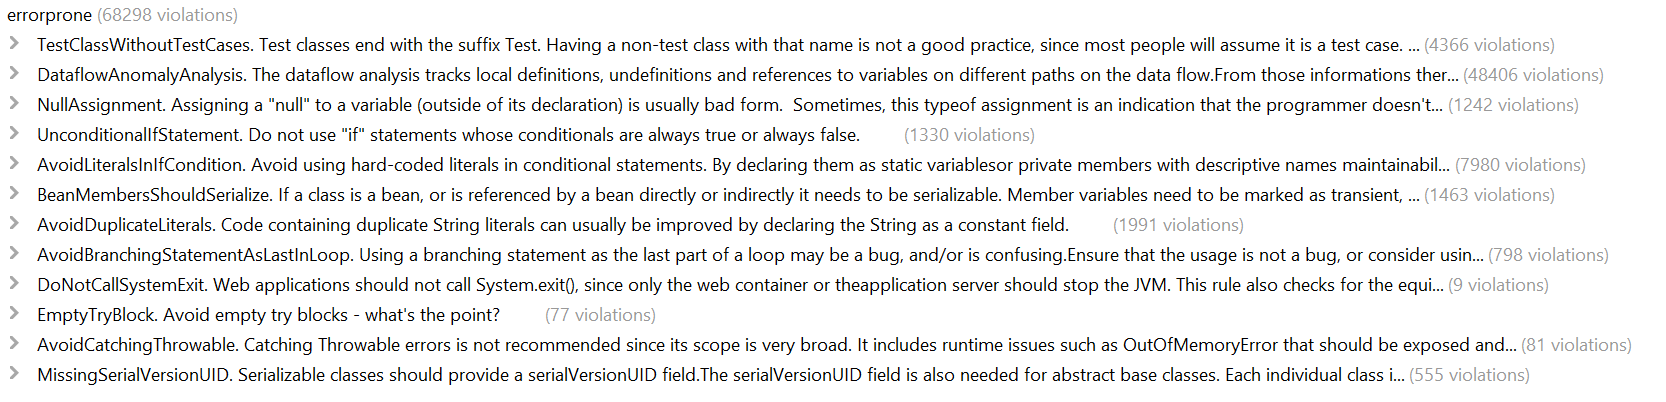 errorprone (68298 violations)
TestClassWithoutTestCases. Test classes end with the suffix Test. Having a non-test class with that name is not a good practice, since most people will assume it is a test case. ... (4366 violations)
DataflowAnomalyAnalysis. The dataflow analysis tracks local definitions, undefinitions and references to variables on different paths on the data flow.From those informations ther... (48406 violations)
NullAssignment. Assigning a "null" to a variable (outside of its declaration) is usually bad form.  Sometimes, this typeof assignment is an indication that the programmer doesn't... (1242 violations)
UnconditionalIfStatement. Do not use "if" statements whose conditionals are always true or always false. (1330 violations)
AvoidLiteralsInIfCondition. Avoid using hard-coded literals in conditional statements. By declaring them as static variablesor private members with descriptive names maintainabil... (7980 violations)
BeanMembersShouldSerialize. If a class is a bean, or is referenced by a bean directly or indirectly it needs to be serializable. Member variables need to be marked as transient, ... (1463 violations)
AvoidDuplicateLiterals. Code containing duplicate String literals can usually be improved by declaring the String as a constant field. (1991 violations)
AvoidBranchingStatementAsLastInLoop. Using a branching statement as the last part of a loop may be a bug, and/or is confusing.Ensure that the usage is not a bug, or consider usin... (798 violations)
DoNotCallSystemExit. Web applications should not call System.exit(), since only the web container or theapplication server should stop the JVM. This rule also checks for the equi... (9 violations)
EmptyTryBlock. Avoid empty try blocks - what's the point? (77 violations)
AvoidCatchingThrowable. Catching Throwable errors is not recommended since its scope is very broad. It includes runtime issues such as OutOfMemoryError that should be exposed and... (81 violations)
MissingSerialVersionUID. Serializable classes should provide a serialVersionUID field.The serialVersionUID field is also needed for abstract base classes. Each individual class i... (555 violations)